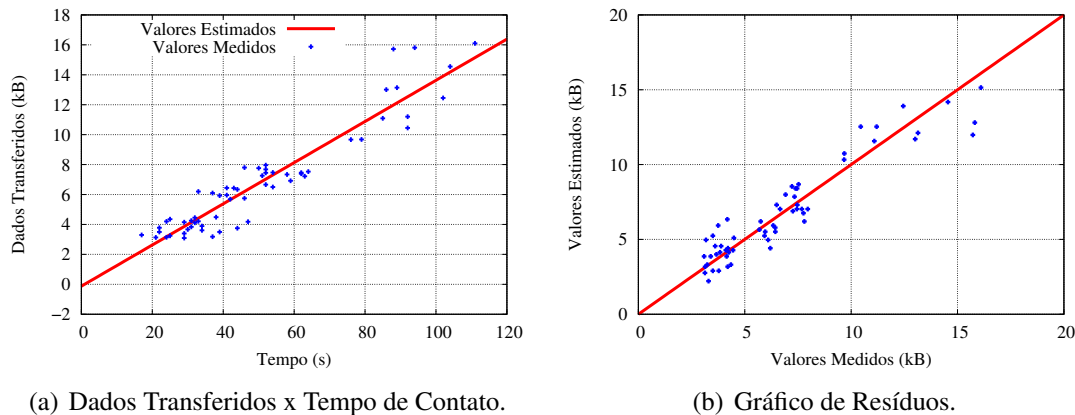 18
16
14
12
10
8
6
4
2
0
−2
Dados Transferidos (kB)
Valores Estimados
Valores Medidos
0 20 40 60 80 100 120
Tempo (s)
(a) Dados Transferidos x Tempo de Contato.
20
15
10
5
0
Valores Estimados (kB)
0 5 10 15 20
Valores Medidos (kB)
(b) Gráfico de Resíduos.